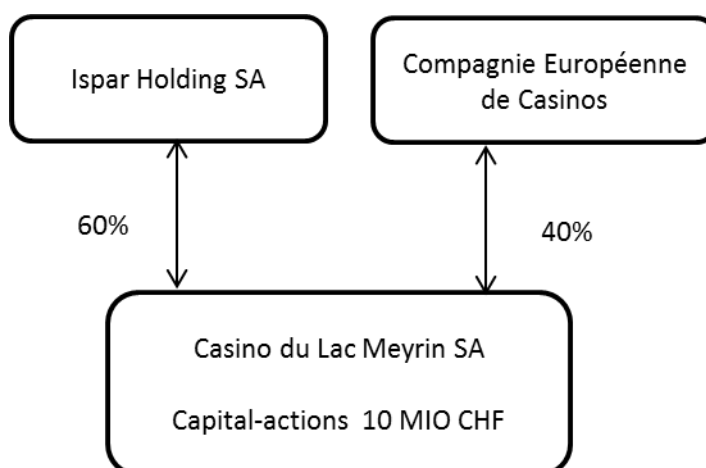 Ispar Holding SA
Compagnie Européenne
de Casinos
60%
40%
Casino du Lac Meyrin SA
Capital-actions 10 MIO CHF